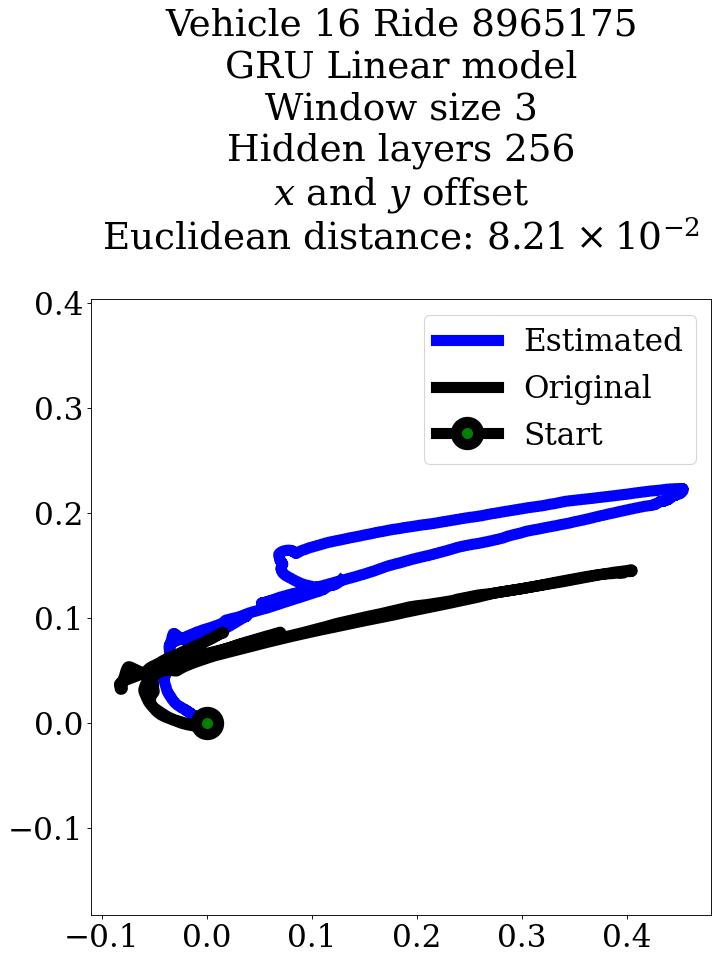 Vehicle 16 Ride 8965175
GRU Linear model
Window size 3
Hidden layers 256
x and y offset
Euclidean distance: 8.21 × 10⁻²
Estimated
Original
Start
0.4
0.3
0.2
0.1
0.0
−0.1
−0.1 0.0 0.1 0.2 0.3 0.4